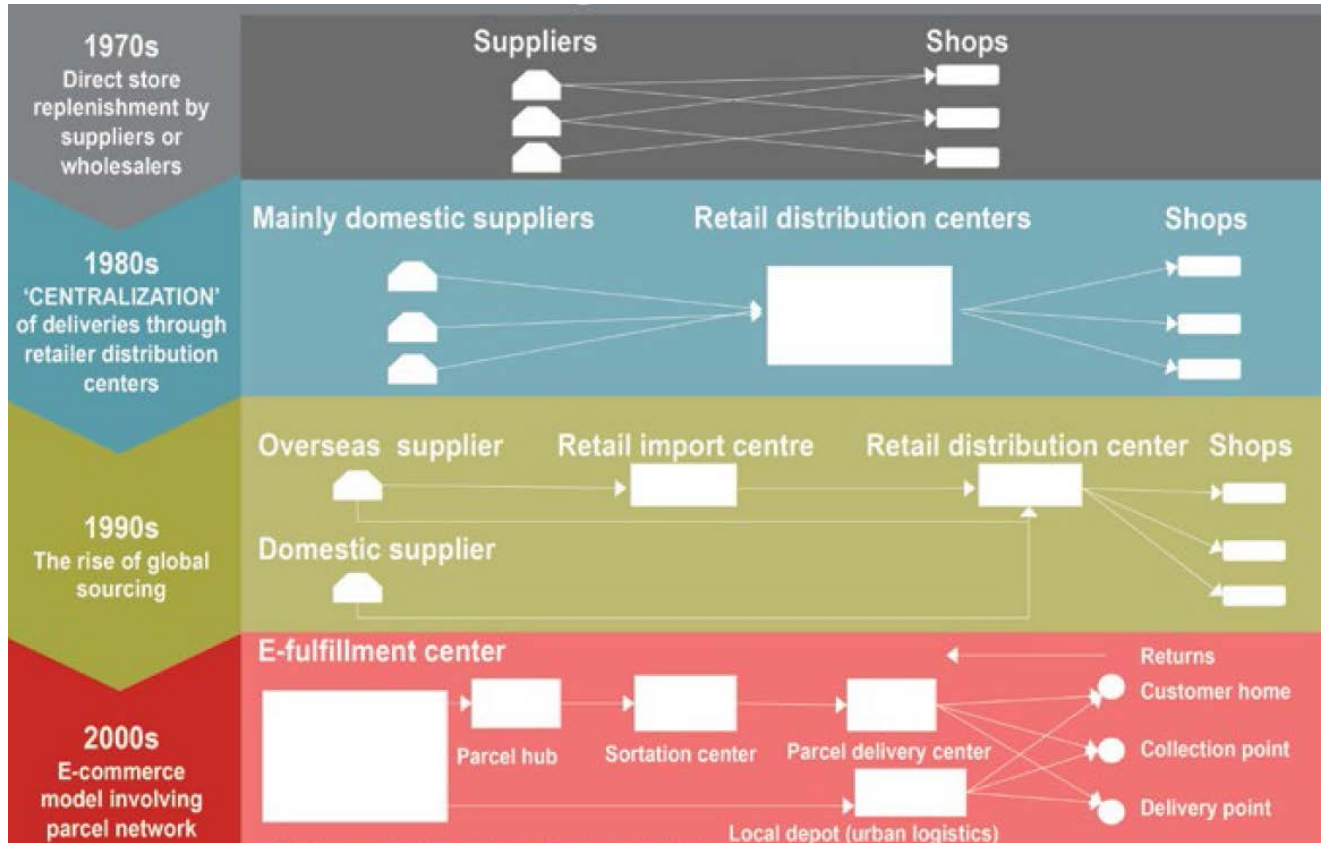 1970s
Direct store
replenishment by
suppliers or
wholesalers
Suppliers
Shops
1980s
'CENTRALIZATION'
of deliveries through
retailer distribution
centers
Mainly domestic suppliers
Retail distribution centers
Shops
1990s
The rise of global
sourcing
Overseas supplier
Retail import centre
Retail distribution center
Shops
Domestic supplier
2000s
E-commerce
model involving
parcel network
E-fulfillment center
Parcel hub
Sortation center
Parcel delivery center
Local depot (urban logistics)
Returns
Customer home
Collection point
Delivery point